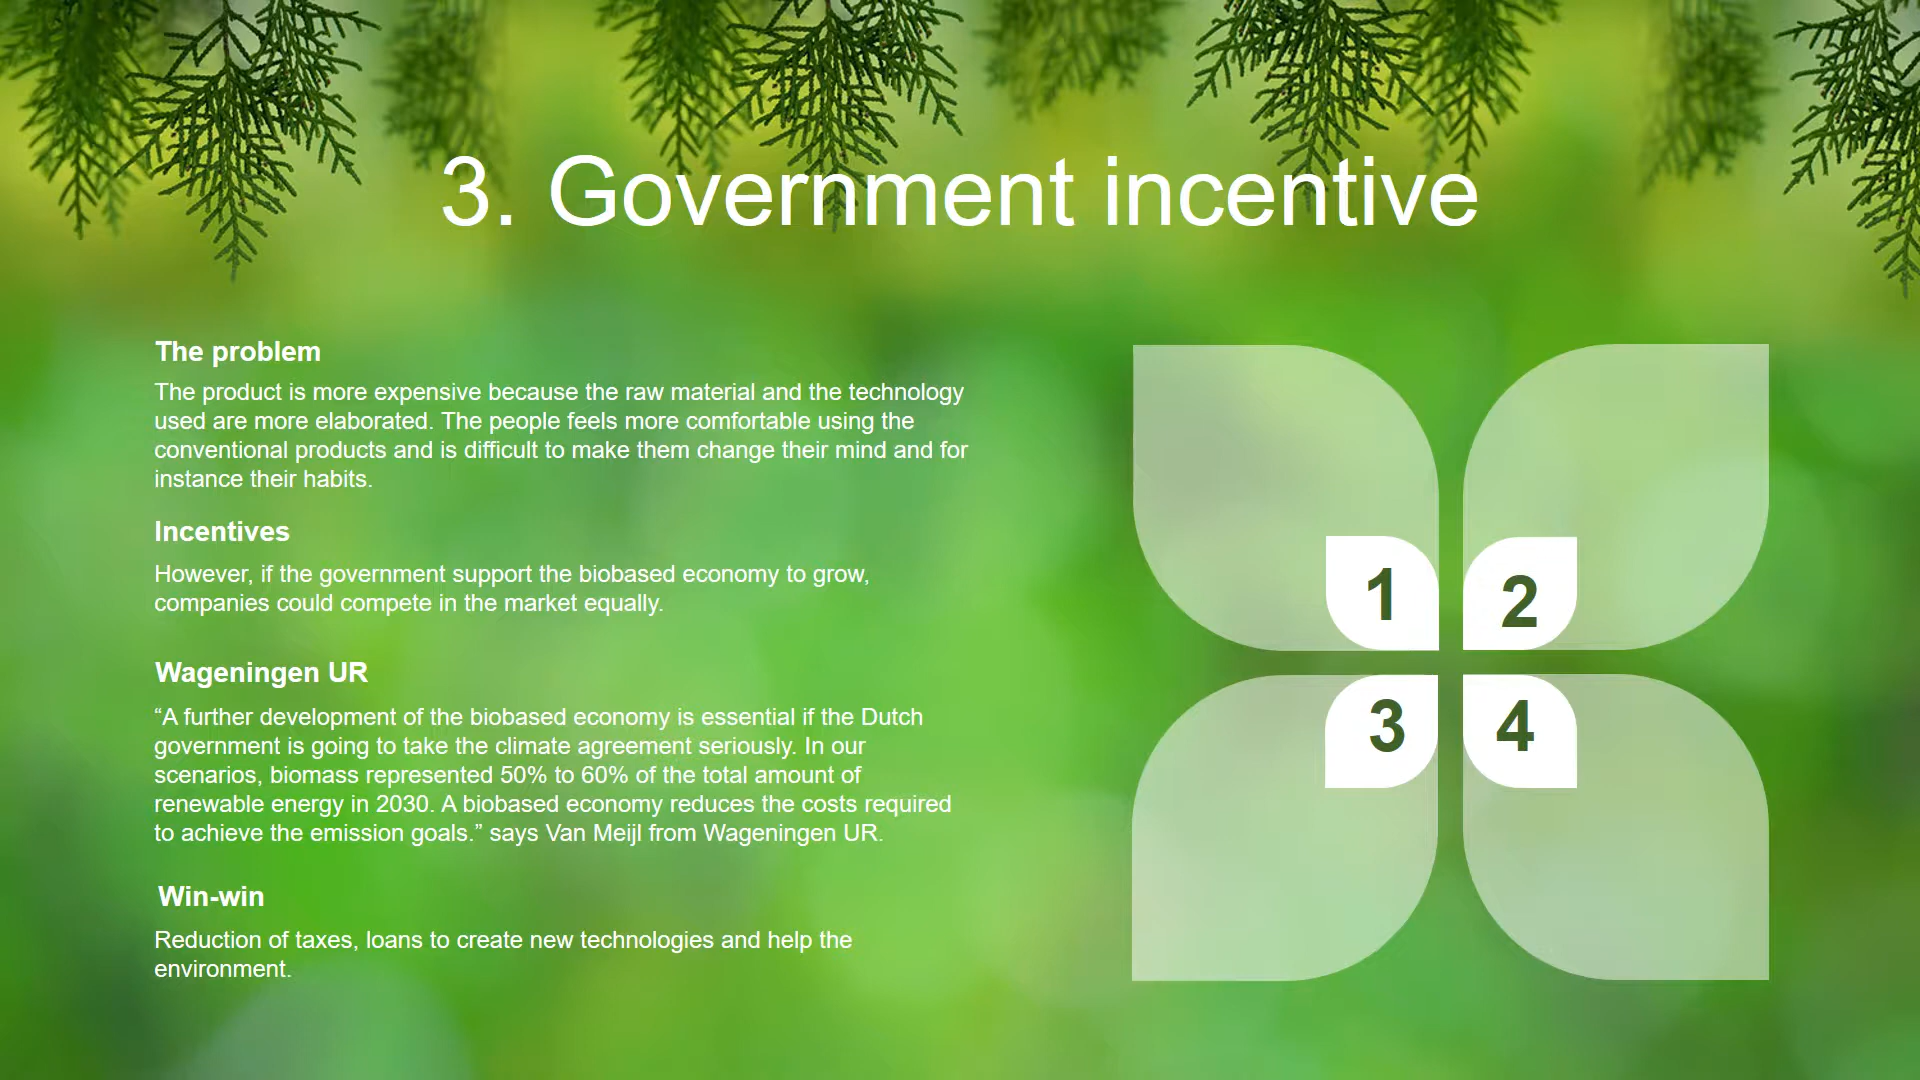 3. Government incentive
The problem
The product is more expensive because the raw material and the technology
used are more elaborated. The people feels more comfortable using the
conventional products and is difficult to make them change their mind and for
instance their habits.
Incentives
However, if the government support the biobased economy to grow,
companies could compete in the market equally.
Wageningen UR
“A further development of the biobased economy is essential if the Dutch
government is going to take the climate agreement seriously. In our
scenarios, biomass represented 50% to 60% of the total amount of
renewable energy in 2030. A biobased economy reduces the costs required
to achieve the emission goals.” says Van Meijl from Wageningen UR.
Win-win
Reduction of taxes, loans to create new technologies and help the
environment.
1
2
3
4